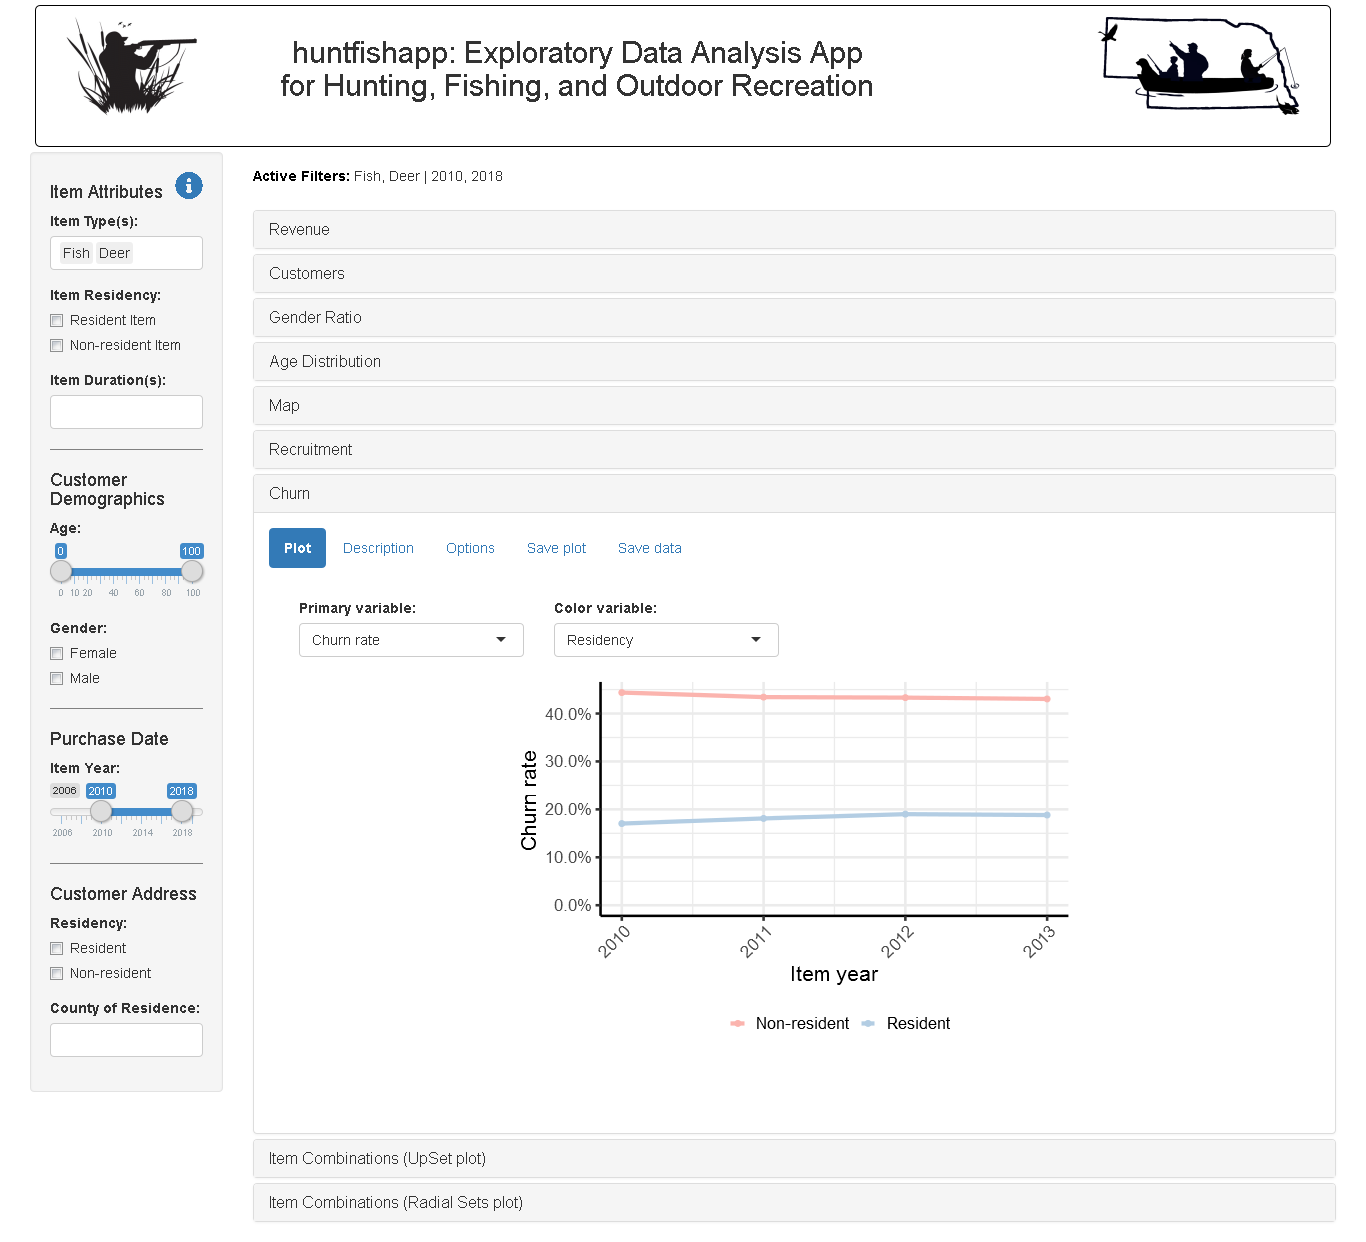 huntfishapp: Exploratory Data Analysis App
for Hunting, Fishing, and Outdoor Recreation
Item Attributes
Item Type(s):
Fish Deer
Item Residency:
Resident Item
Non-resident Item
Item Duration(s):
Customer
Demographics
Age:
0 100
0 10 20 40 60 80 100
Gender:
Female
Male
Purchase Date
Item Year:
2006 2010 2018
2006 2010 2014 2018
Customer Address
Residency:
Resident
Non-resident
County of Residence:
Active Filters: Fish, Deer | 2010, 2018
Revenue
Customers
Gender Ratio
Age Distribution
Map
Recruitment
Churn
Plot Description Options Save plot Save data
Primary variable: Color variable:
Churn rate Residency
40.0%
30.0%
20.0%
10.0%
0.0%
Churn rate
2010 2011 2012 2013
Item year
Non-resident Resident
Item Combinations (UpSet plot)
Item Combinations (Radial Sets plot)